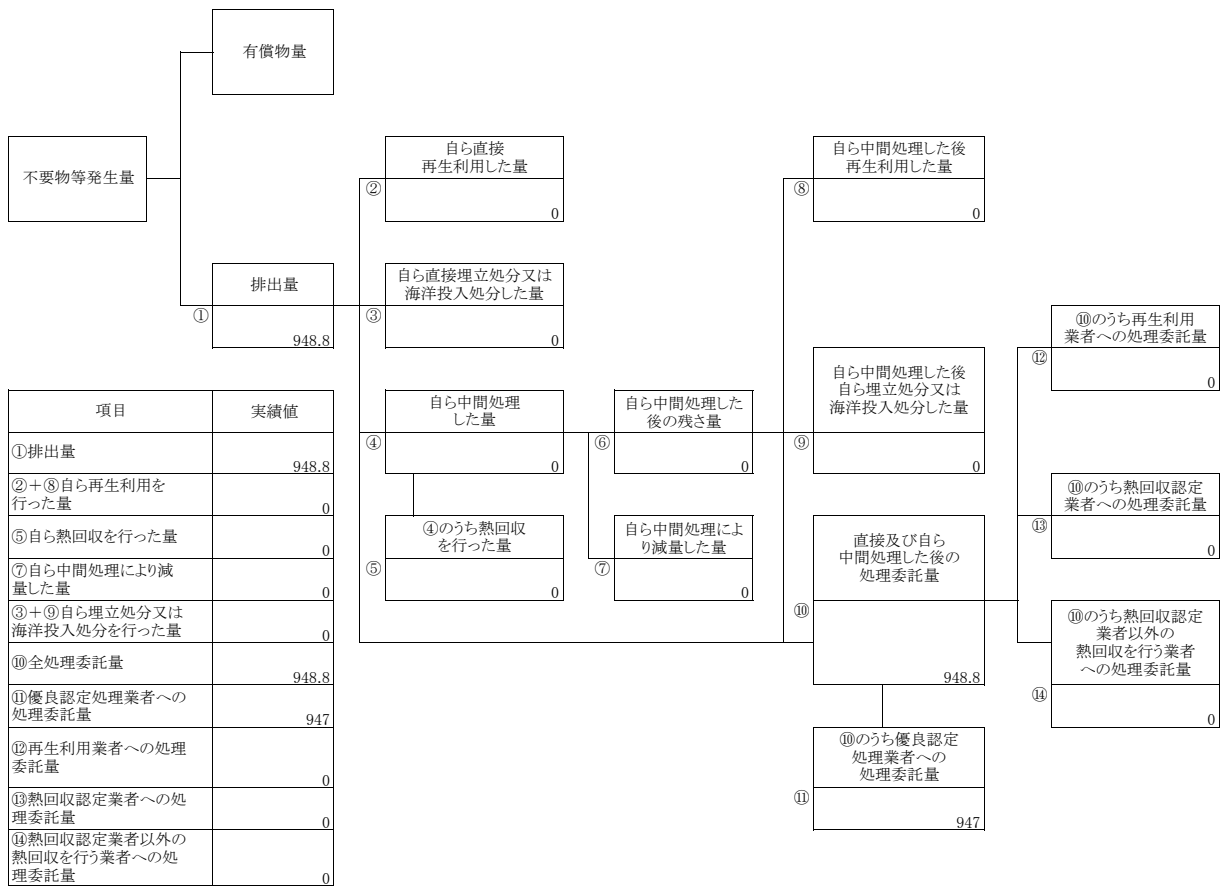 有償物量
不要物等発生量
排出量
①
948.8
自ら直接
再生利用した量
②
0
自ら直接埋立処分又は
海洋投入処分した量
③
0
自ら中間処理
した量
④
0
④のうち熱回収
を行った量
⑤
0
自ら中間処理した
後の残さ量
⑥
0
自ら中間処理によ
り減量した量
⑦
0
自ら中間処理した後
再生利用した量
⑧
0
自ら中間処理した後
自ら埋立処分又は
海洋投入処分した量
⑨
0
直接及び自ら
中間処理した後の
処理委託量
⑩
948.8
⑩のうち優良認定
処理業者への
処理委託量
⑪
947
⑩のうち再生利用
業者への処理委託量
⑫
0
⑩のうち熱回収認定
業者への処理委託量
⑬
0
⑩のうち熱回収認定
業者以外の
熱回収を行う業者
への処理委託量
⑭
0
項目 実績値
①排出量
948.8
②+⑧自ら再生利用を
行った量
0
⑤自ら熱回収を行った量
0
⑦自ら中間処理により減
量した量
0
③+⑨自ら埋立処分又は
海洋投入処分を行った量
0
⑩全処理委託量
948.8
⑪優良認定処理業者への
処理委託量
947
⑫再生利用業者への処理
委託量
0
⑬熱回収認定業者への処
理委託量
0
⑭熱回収認定業者以外の
熱回収を行う業者への処
理委託量
0